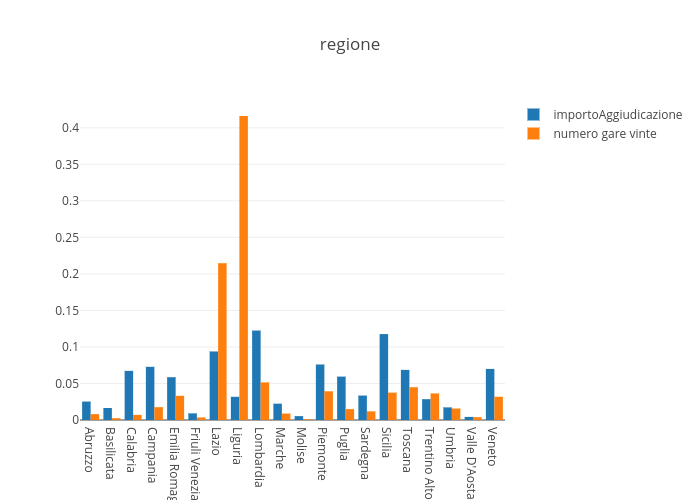 regione
importoAggiudicazione
numero gare vinte
0.4
0.35
0.3
0.25
0.2
0.15
0.1
0.05
0
Abruzzo
Basilicata
Calabria
Campania
Emilia Romag
Friuli Venezia
Lazio
Liguria
Lombardia
Marche
Molise
Piemonte
Puglia
Sardegna
Sicilia
Toscana
Trentino Alto
Umbria
Valle D'Aosta
Veneto